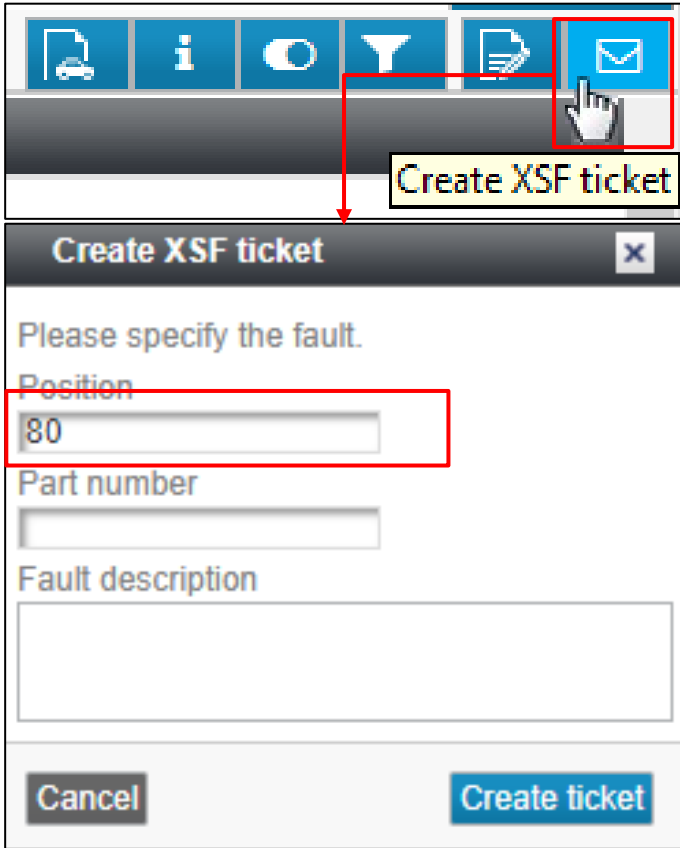 Create XSF ticket
Create XSF ticket
Please specify the fault.
Position
80
Part number
Fault description
Cancel
Create ticket